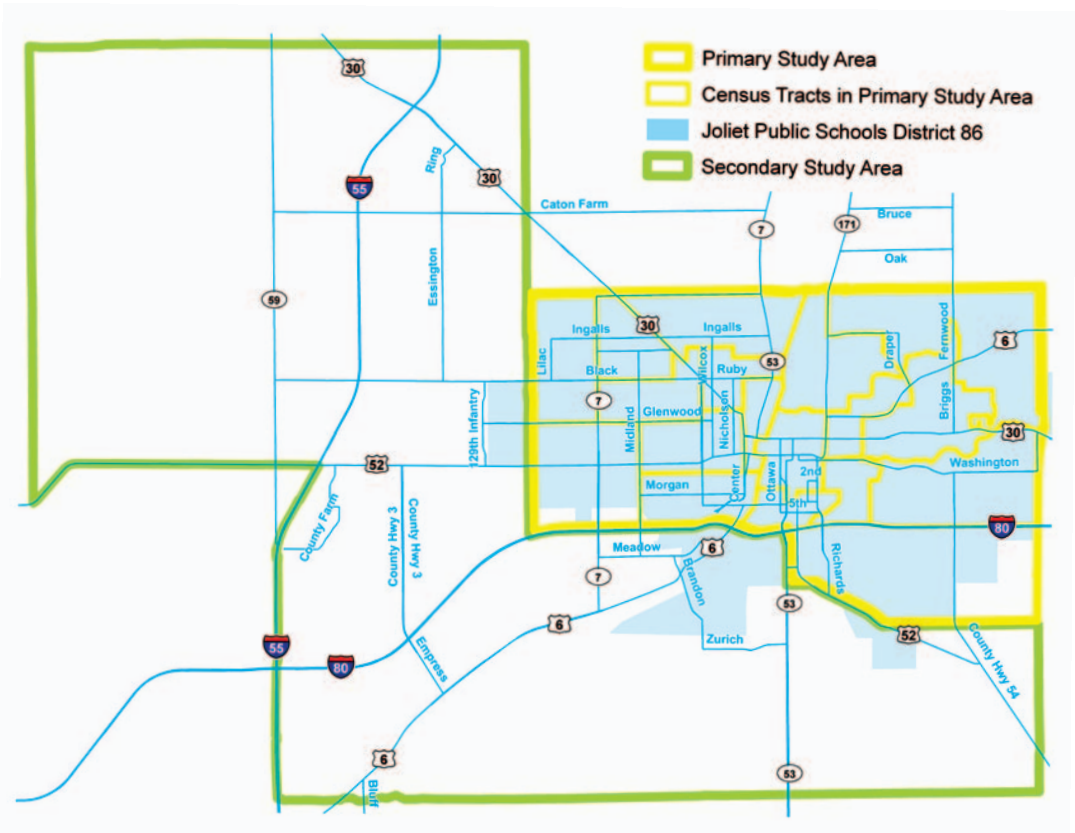 Primary Study Area
Census Tracts in Primary Study Area
Joliet Public Schools District 86
Secondary Study Area
30
55
Ring
30
Caton Farm
7
171
Bruce
Oak
Essington
59
Ingalls
30
Ingalls
Lilac
Wilcox
53
Draper
Fernwood
6
Black
Ruby
7
129th Infantry
Midland
Glenwood
Nicholson
Briggs
30
52
Morgan
Center
Ottawa
2nd
5th
Washington
County Farm
County Hwy 3
County Hwy 3
80
Meadow
6
7
Brandon
Richards
53
6
Zurich
52
County Hwy 54
55
80
Empress
6
Bluff
53